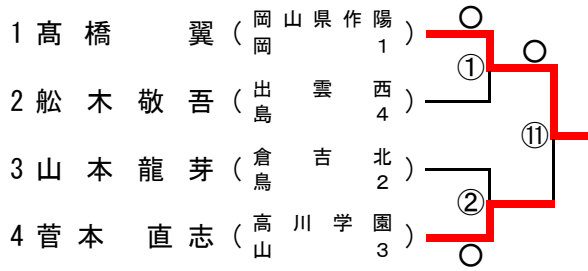 1 髙橋 翼 (岡山県作陽 岡 1)
①
2 舩木敬吾 (出雲西 島 4)
⑪
3 山本龍芽 (倉吉北 鳥 2)
②
4 菅本直志 (高川学園 山 3)